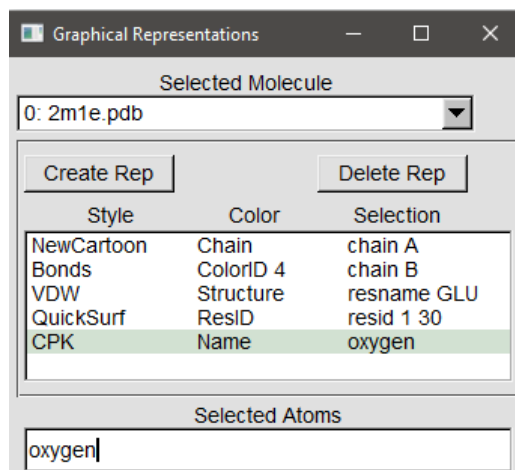 Graphical Representations
Selected Molecule
0: 2m1e.pdb
Create Rep Delete Rep
Style Color Selection
NewCartoon Chain chain A
Bonds ColorID 4 chain B
VDW Structure resname GLU
QuickSurf ResID resid 1 30
CPK Name oxygen
Selected Atoms
oxygen